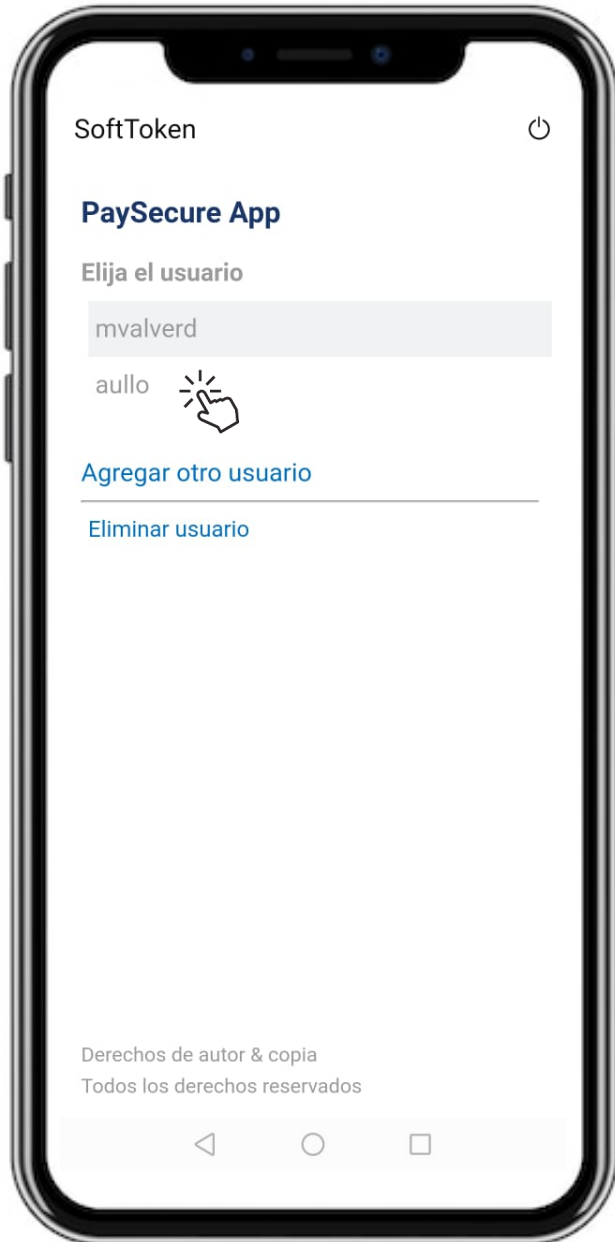 SoftToken
PaySecure App
Elija el usuario
mvalverd
aullo
Agregar otro usuario
Eliminar usuario
Derechos de autor & copia
Todos los derechos reservados